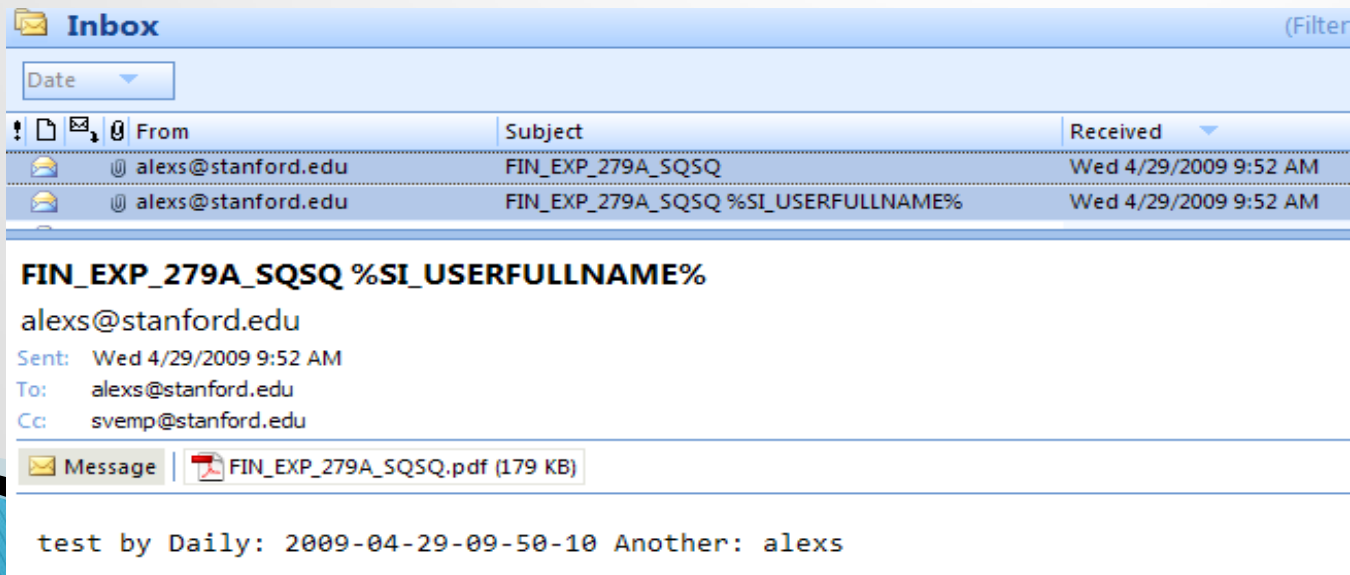 Inbox (Filter
Date
! From Subject Received
alexs@stanford.edu FIN_EXP_279A_SQSQ Wed 4/29/2009 9:52 AM
alexs@stanford.edu FIN_EXP_279A_SQSQ %SI_USERFULLNAME% Wed 4/29/2009 9:52 AM
FIN_EXP_279A_SQSQ %SI_USERFULLNAME%
alexs@stanford.edu
Sent: Wed 4/29/2009 9:52 AM
To: alexs@stanford.edu
Cc: svemp@stanford.edu
Message FIN_EXP_279A_SQSQ.pdf (179 KB)
test by Daily: 2009-04-29-09-50-10 Another: alexs